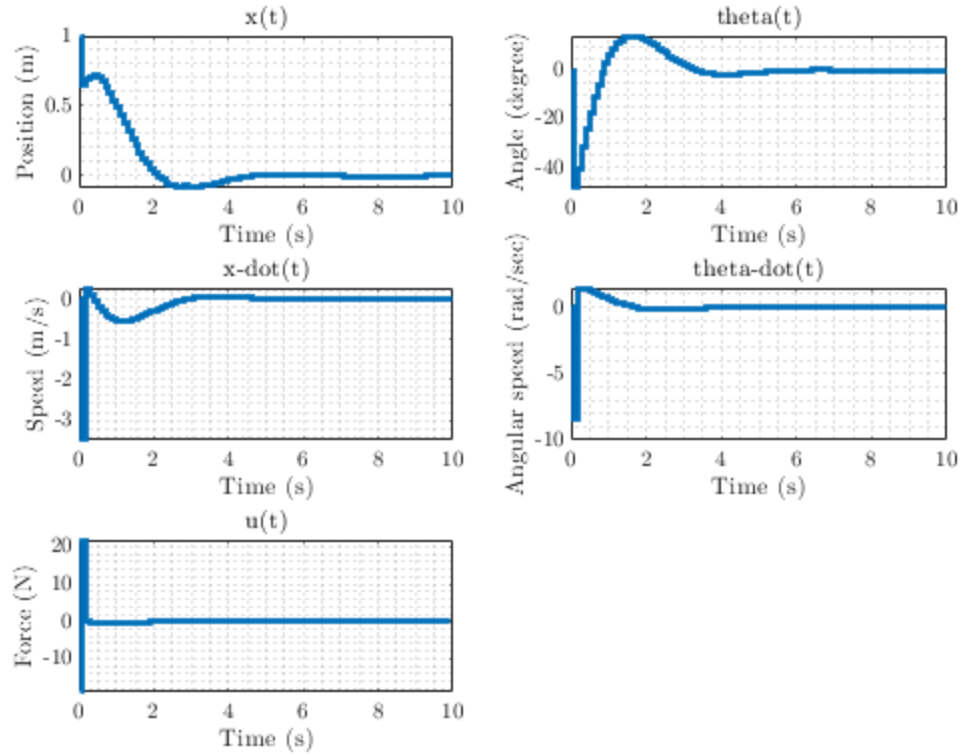 x(t)
Position (m)
1
0.5
0
0 2 4 6 8 10
Time (s)
theta(t)
Angle (degree)
0
-20
-40
0 2 4 6 8 10
Time (s)
x-dot(t)
Speed (m/s)
0
-1
-2
-3
0 2 4 6 8 10
Time (s)
theta-dot(t)
Angular speed (rad/sec)
0
-5
-10
0 2 4 6 8 10
Time (s)
u(t)
Force (N)
20
10
0
-10
0 2 4 6 8 10
Time (s)